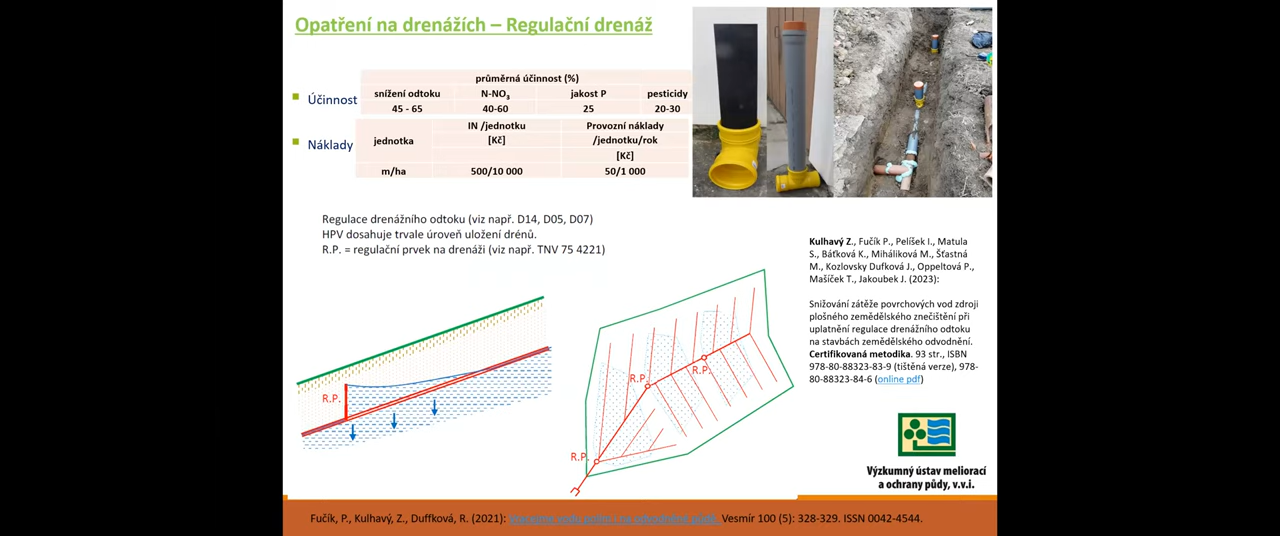 Opatření na drenážích – Regulační drenáž
průměrná účinnost (%)
snížení odtoku N-NO3 jakost P pesticidy
Účinnost
45 - 65 40-60 25 20-30
IN /jednotku Provozní náklady
Náklady jednotka [Kč] /jednotku/rok
[Kč]
m/ha 500/10 000 50/1 000
Regulace drenážního odtoku (viz např. D14, D05, D07)
HPV dosahuje trvale úroveň uložení drénů.
R.P. = regulační prvek na drenáži (viz např. TNV 75 4221)
Kulhavý Z., Fučík P., Pelíšek I., Matula
S., Báťková K., Miháliková M., Šťastná
M., Kozlovsky Dufková J., Oppeltová P.,
Mašíček T., Jakoubek J. (2023):
Snižování zátěže povrchových vod zdroji
plošného zemědělského znečištění při
uplatnění regulace drenážního odtoku
na stavbách zemědělského odvodnění.
Certifikovaná metodika. 93 str., ISBN
978-80-88323-83-9 (tištěná verze), 978-
80-88323-84-6 (online pdf)
R.P.
R.P.
R.P.
R.P.
Výzkumný ústav meliorací
a ochrany půdy, v.v.i.
Fučík, P., Kulhavý, Z., Duffková, R. (2021): Vesmír 100 (5): 328-329. ISSN 0042-4544.